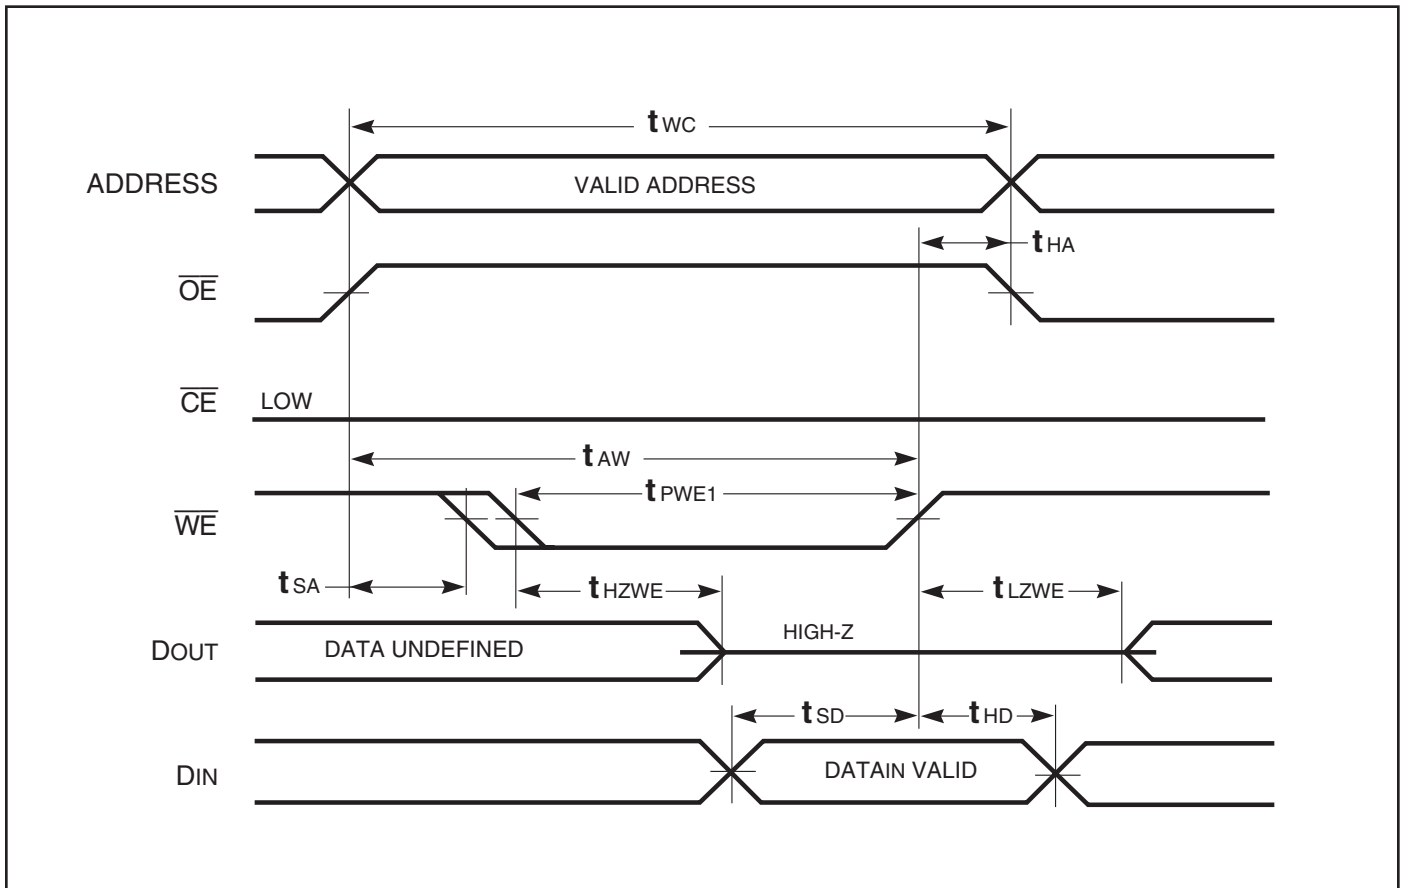 tWC
ADDRESS
VALID ADDRESS
tHA
OE
CE
LOW
tAW
tPWE1
WE
tSA
tHZWE
tLZWE
HIGH-Z
DOUT
DATA UNDEFINED
tSD
tHD
DIN
DATAIN VALID